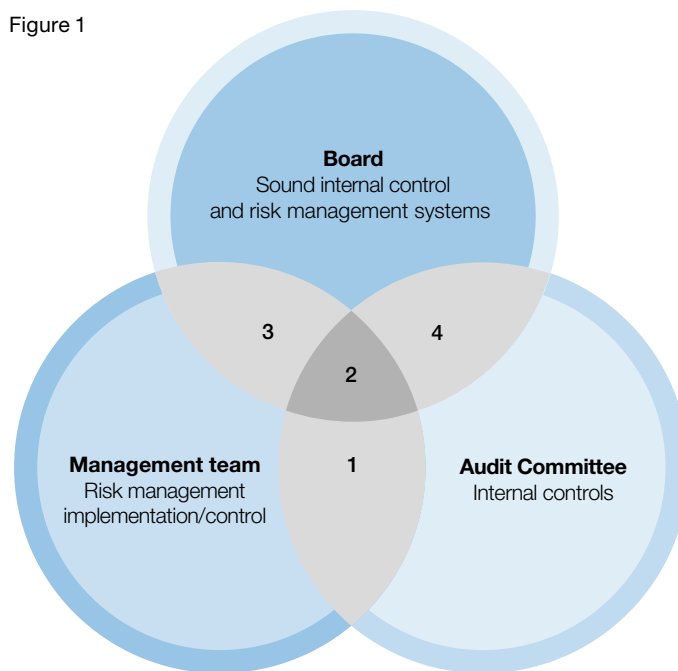 Figure 1
Board
Sound internal control
and risk management systems
3
4
2
Management team
Risk management
implementation/control
1
Audit Committee
Internal controls